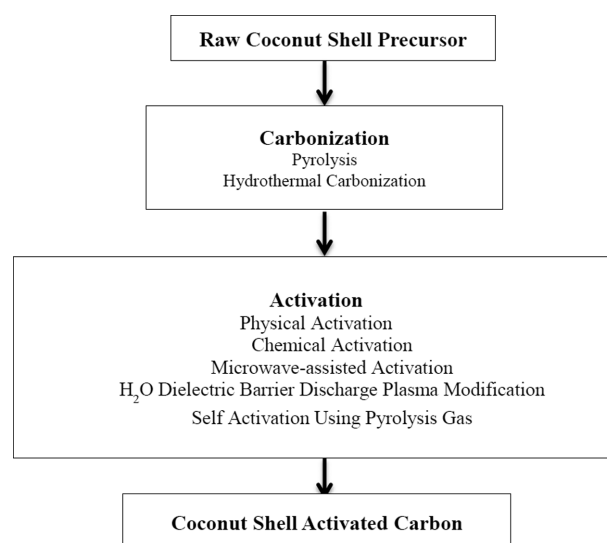 Raw Coconut Shell Precursor
Carbonization
Pyrolysis
Hydrothermal Carbonization
Activation
Physical Activation
Chemical Activation
Microwave-assisted Activation
H₂O Dielectric Barrier Discharge Plasma Modification
Self Activation Using Pyrolysis Gas
Coconut Shell Activated Carbon